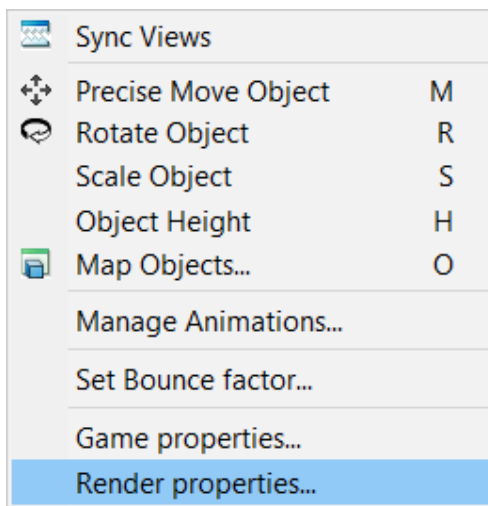 Sync Views
Precise Move Object M
Rotate Object R
Scale Object S
Object Height H
Map Objects... O
Manage Animations...
Set Bounce factor...
Game properties...
Render properties...